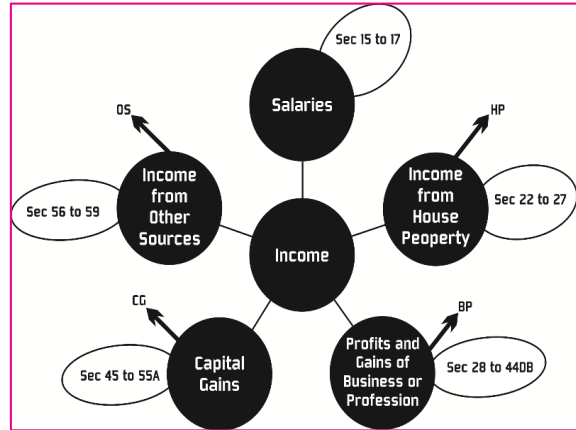 Sec 15 to 17
Salaries
OS
HP
Income
from
Other
Sources
Sec 56 to 59
Income
from
House
Peoperty
Sec 22 to 27
Income
CG
BP
Capital
Gains
Sec 45 to 55A
Profits and
Gains of
Business or
Profession
Sec 28 to 44DB